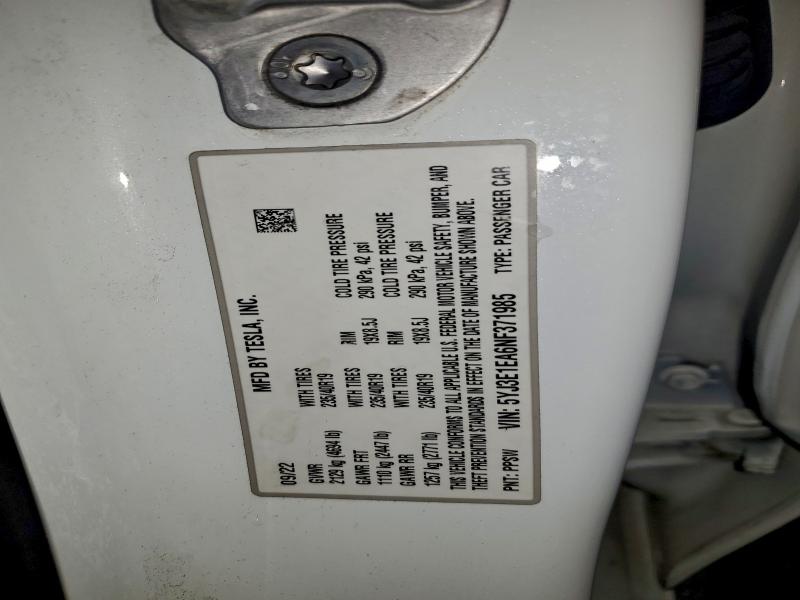 MFD BY TESLA, INC.
09/22
GVWR WITH TIRES RIM COLD TIRE PRESSURE
2129 kg (4694 lb) 235/40R19
GAWR FRT WITH TIRES RIM COLD TIRE PRESSURE
1110 kg (2447 lb) 235/40R19 19X8.5J 290 kPa, 42 psi
GAWR RR WITH TIRES RIM COLD TIRE PRESSURE
1257 kg (2771 lb) 235/40R19 19X8.5J 290 kPa, 42 psi
THIS VEHICLE CONFORMS TO ALL APPLICABLE U.S. FEDERAL MOTOR VEHICLE SAFETY, BUMPER, AND
THEFT PREVENTION STANDARDS IN EFFECT ON THE DATE OF MANUFACTURE SHOWN ABOVE.
PNT: PPSW VIN: 5YJ3E1EA6NF371985 TYPE: PASSENGER CAR